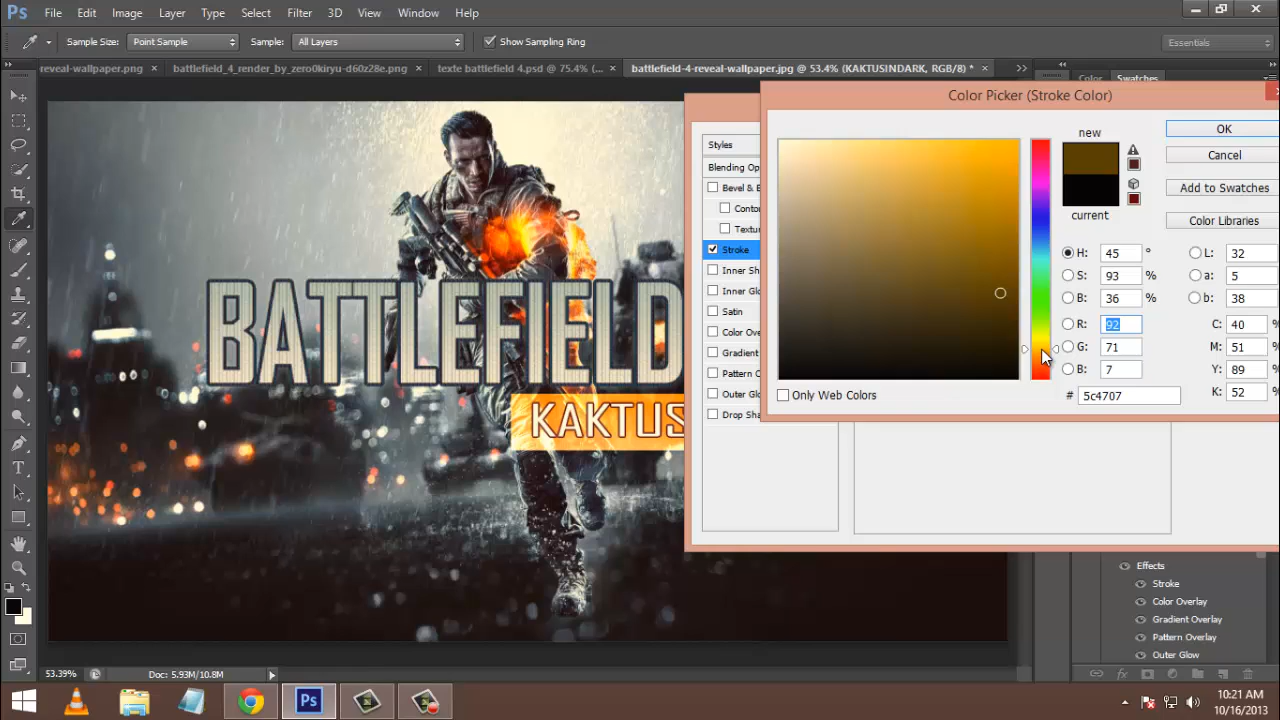 Ps File Edit Image Layer Type Select Filter 3D View Window Help
Sample Size: Point Sample Sample: All Layers Show Sampling Ring Essentials
reveal-wallpaper.png × battlefield_4_render_by_zero0kiryu-d60z28e.png × texte battlefield 4.psd @ 75.4% (... × battlefield-4-reveal-wallpaper.jpg @ 53.4% (KAKTUSINDARK, RGB/8) * ×
Color Swatches
Color Picker (Stroke Color)
new
OK
Cancel
Add to Swatches
Color Libraries
current
H: 45 °
S: 93 %
B: 36 %
R: 92
G: 71
B: 7
# 5c4707
L: 32
a: 5
b: 38
C: 40 %
M: 51 %
Y: 89 %
K: 52 %
Only Web Colors
Styles
Blending Op
Bevel & E
Conto
Textur
Stroke
Inner Sh
Inner Glo
Satin
Color Ove
Gradient
Pattern O
Outer Glo
Drop Sha
BATTLEFIELD
KAKTUS
Effects
Stroke
Color Overlay
Gradient Overlay
Pattern Overlay
Outer Glow
53.39% Doc: 5.93M/10.8M
Ps
10:21 AM
10/16/2013